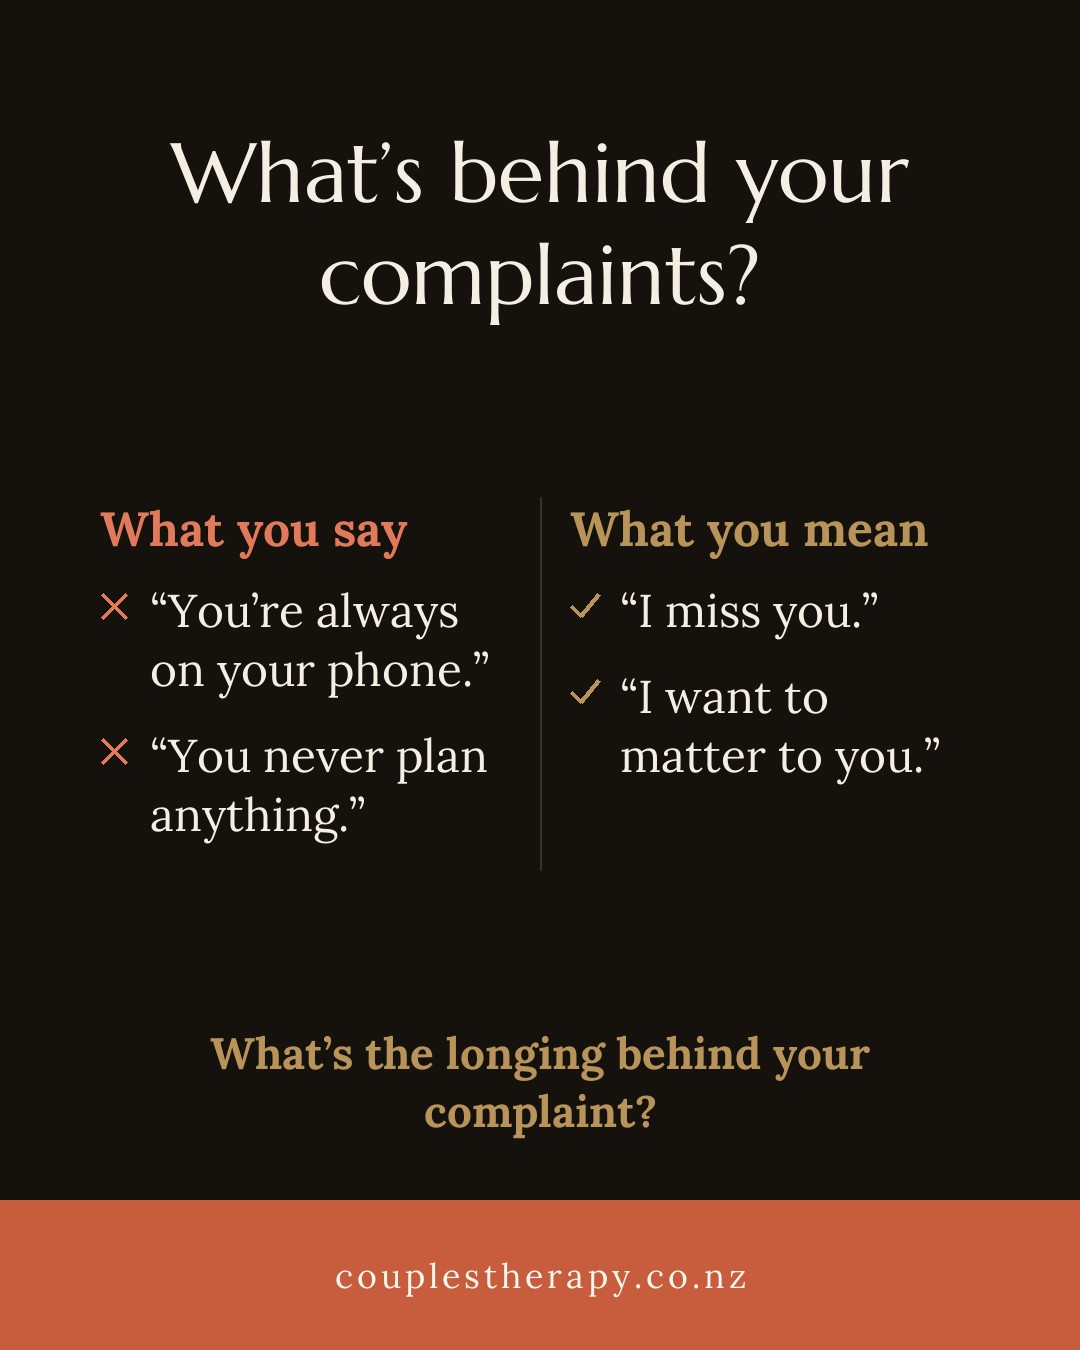 What’s behind your
complaints?
What you say
“You’re always
on your phone.”
“You never plan
anything.”
What you mean
“I miss you.”
“I want to
matter to you.”
What’s the longing behind your
complaint?
couplestherapy.co.nz